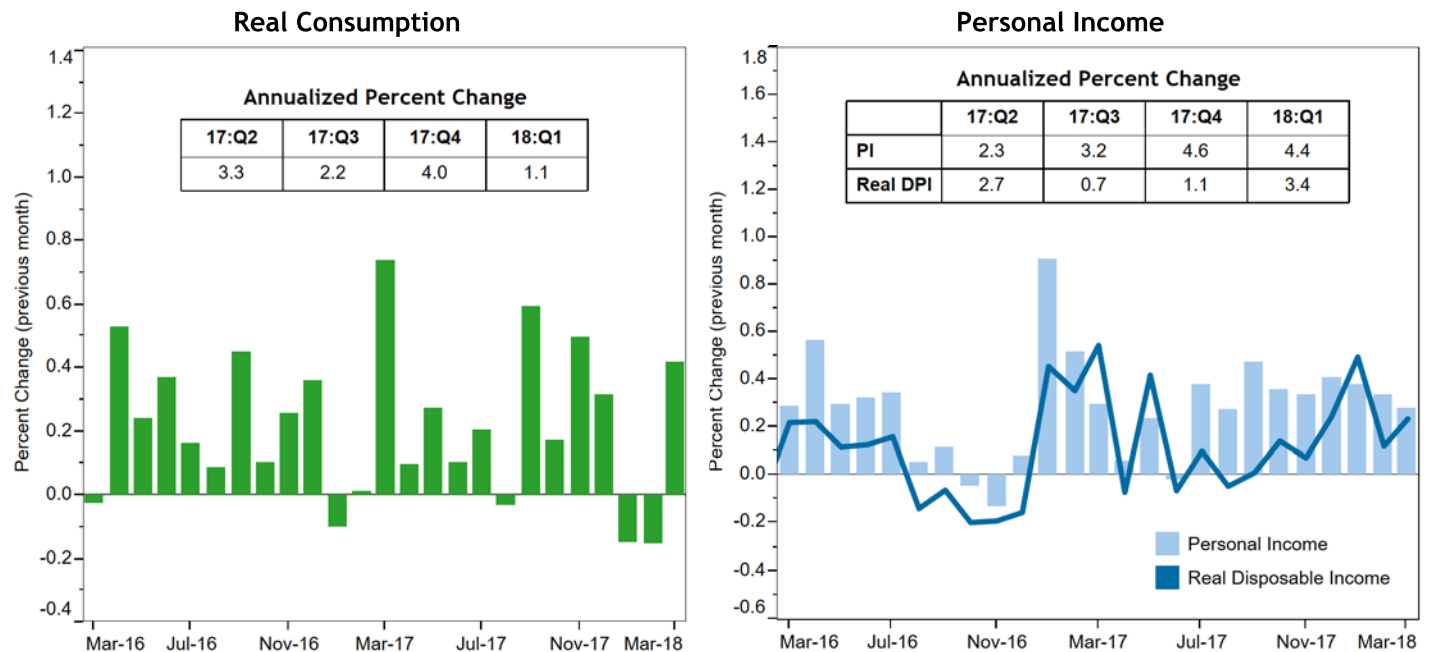 Real Consumption
Percent Change (previous month)
1.4
1.2
1.0
0.8
0.6
0.4
0.2
0.0
-0.2
-0.4
Annualized Percent Change
17:Q2 17:Q3 17:Q4 18:Q1
3.3 2.2 4.0 1.1
Mar-16 Jul-16 Nov-16 Mar-17 Jul-17 Nov-17 Mar-18
Personal Income
Percent Change (previous month)
1.8
1.6
1.4
1.2
1.0
0.8
0.6
0.4
0.2
0.0
-0.2
-0.4
-0.6
Annualized Percent Change
17:Q2 17:Q3 17:Q4 18:Q1
PI 2.3 3.2 4.6 4.4
Real DPI 2.7 0.7 1.1 3.4
Personal Income
Real Disposable Income
Mar-16 Jul-16 Nov-16 Mar-17 Jul-17 Nov-17 Mar-18